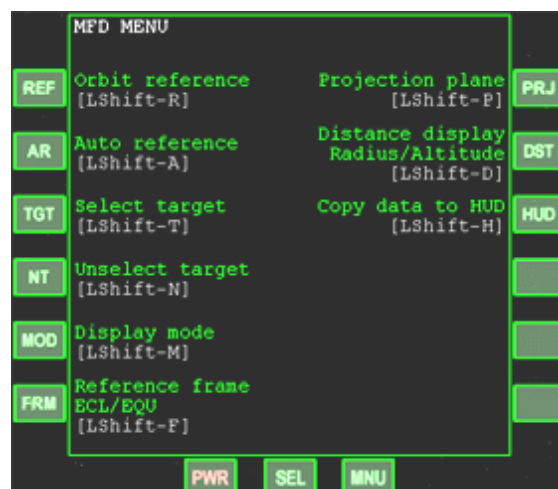 MFD MENU
REF Orbit reference Projection plane PRJ
[LShift-R] [LShift-P]
AR Auto reference Distance display
Radius/Altitude DST
[LShift-A] [LShift-D]
TGT Select target Copy data to HUD HUD
[LShift-T] [LShift-H]
NT Unselect target
[LShift-N]
MOD Display mode
[LShift-M]
FRM Reference frame
ECL/EQU
[LShift-F]
PWR SEL MNU